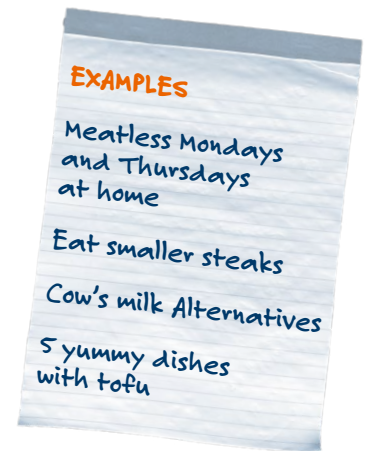 EXAMPLES
Meatless Mondays
and Thursdays
at home
Eat smaller steaks
Cow's milk Alternatives
5 yummy dishes
with tofu